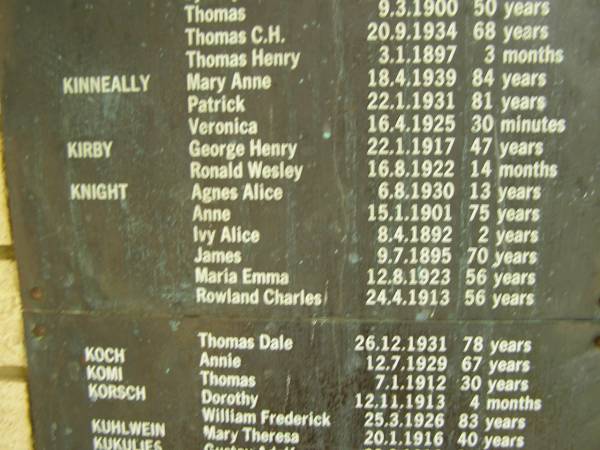 Thomas 9.3.1900 50 years
Thomas C.H. 20.9.1934 68 years
Thomas Henry 3.1.1897 3 months
KINNEALLY Mary Anne 18.4.1939 84 years
Patrick 22.1.1931 81 years
Veronica 16.4.1925 30 minutes
KIRBY George Henry 22.1.1917 47 years
Ronald Wesley 16.8.1922 14 months
KNIGHT Agnes Alice 6.8.1930 13 years
Anne 15.1.1901 75 years
Ivy Alice 8.4.1892 2 years
James 9.7.1895 70 years
Maria Emma 12.8.1923 56 years
Rowland Charles 24.4.1913 56 years
Thomas Dale 26.12.1931 78 years
KOCH Annie 12.7.1929 67 years
KOMI Thomas 7.1.1912 30 years
KORSCH Dorothy 12.11.1913 4 months
William Frederick 25.3.1926 83 years
KUHLWEIN Mary Theresa 20.1.1916 40 years
KUKULIES